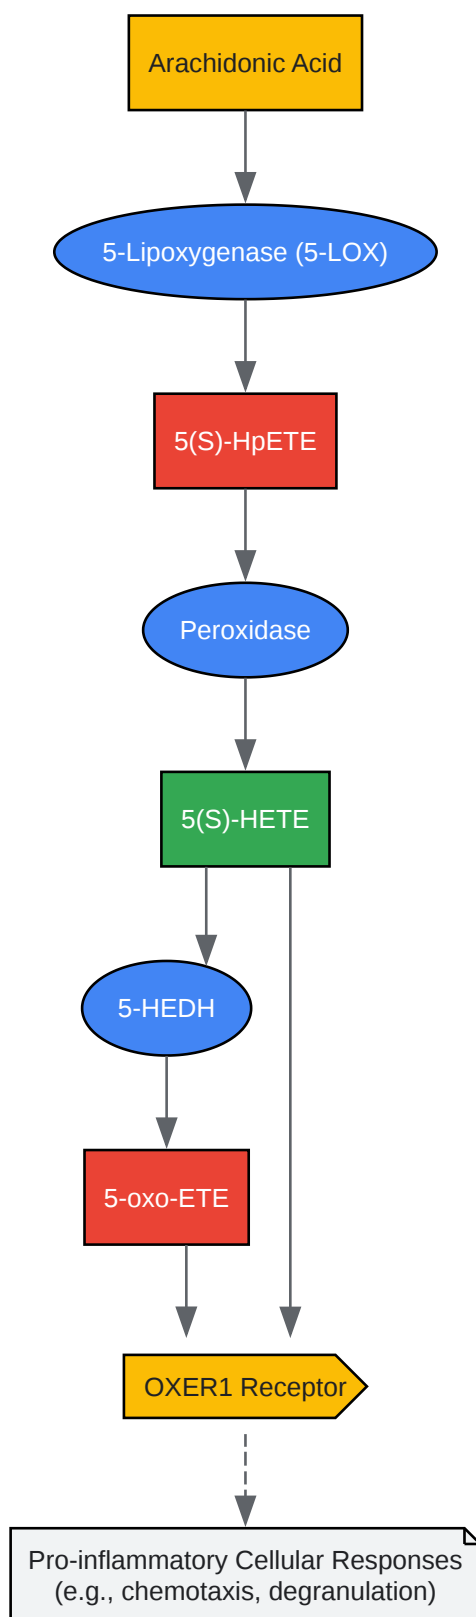 Arachidonic Acid
5-Lipoxygenase (5-LOX)
5(S)-HpETE
Peroxidase
5(S)-HETE
5-HEDH
5-oxo-ETE
OXER1 Receptor
Pro-inflammatory Cellular Responses
(e.g., chemotaxis, degranulation)